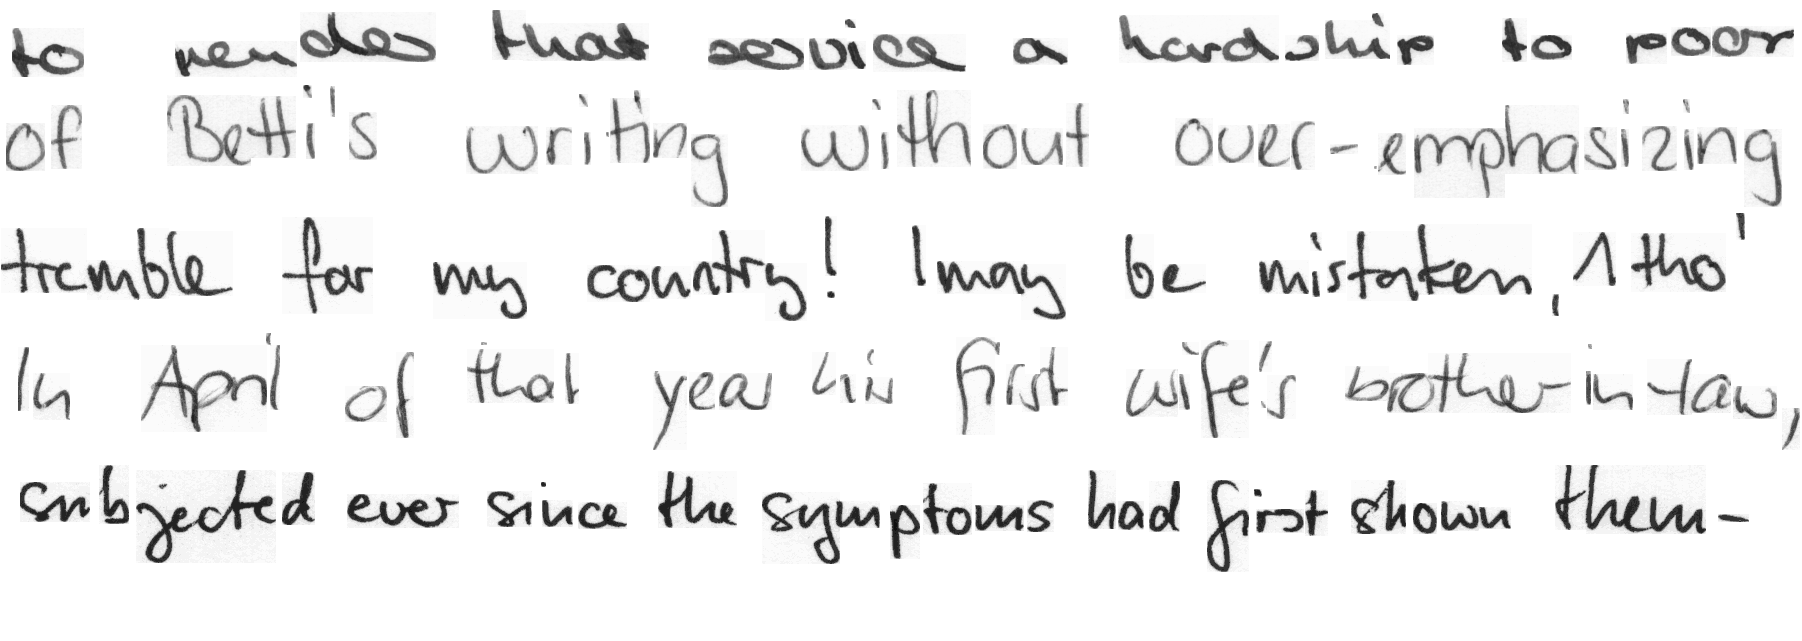 to render that service a hardship to poor
of Betti's writing without over-emphasizing
tremble for my country! I may be mistaken, 1 tho'
In April of that year his first wife's brother-in-law,
subjected ever since the symptoms had first shown them-